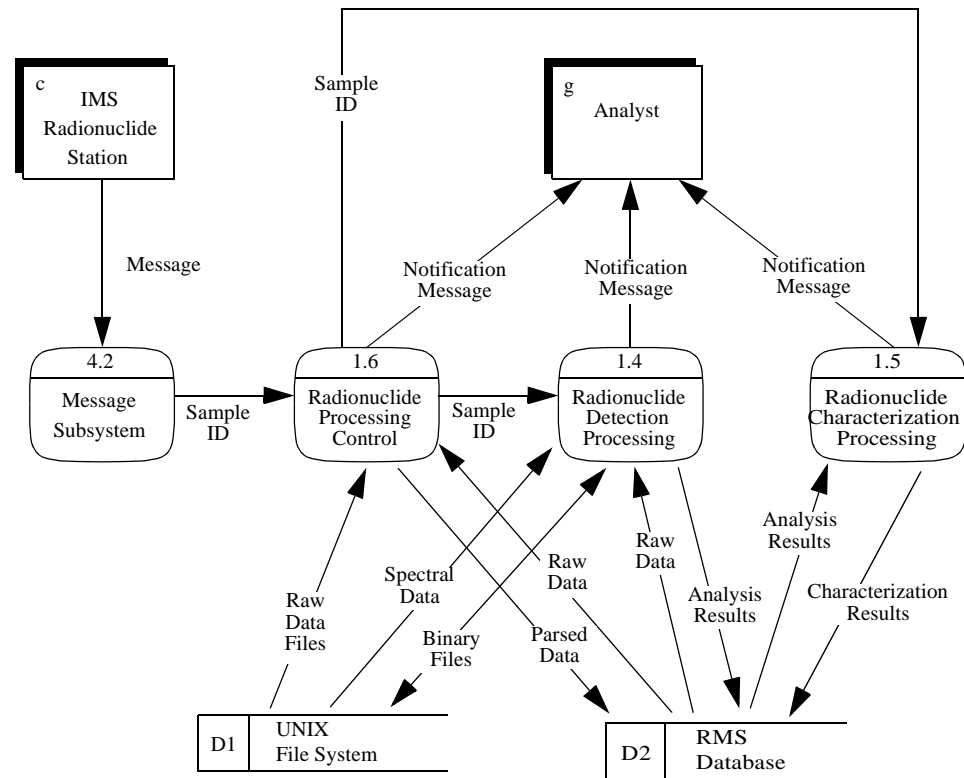 c
IMS
Radionuclide
Station
Sample
ID
g
Analyst
Message
Notification
Message
Notification
Message
Notification
Message
4.2
Message
Subsystem
Sample
ID
1.6
Radionuclide
Processing
Control
Sample
ID
1.4
Radionuclide
Detection
Processing
1.5
Radionuclide
Characterization
Processing
Raw
Data
Files
Spectral
Data
Binary
Files
Raw
Data
Parsed
Data
Raw
Data
Analysis
Results
Analysis
Results
Characterization
Results
D1
UNIX
File System
D2
RMS
Database